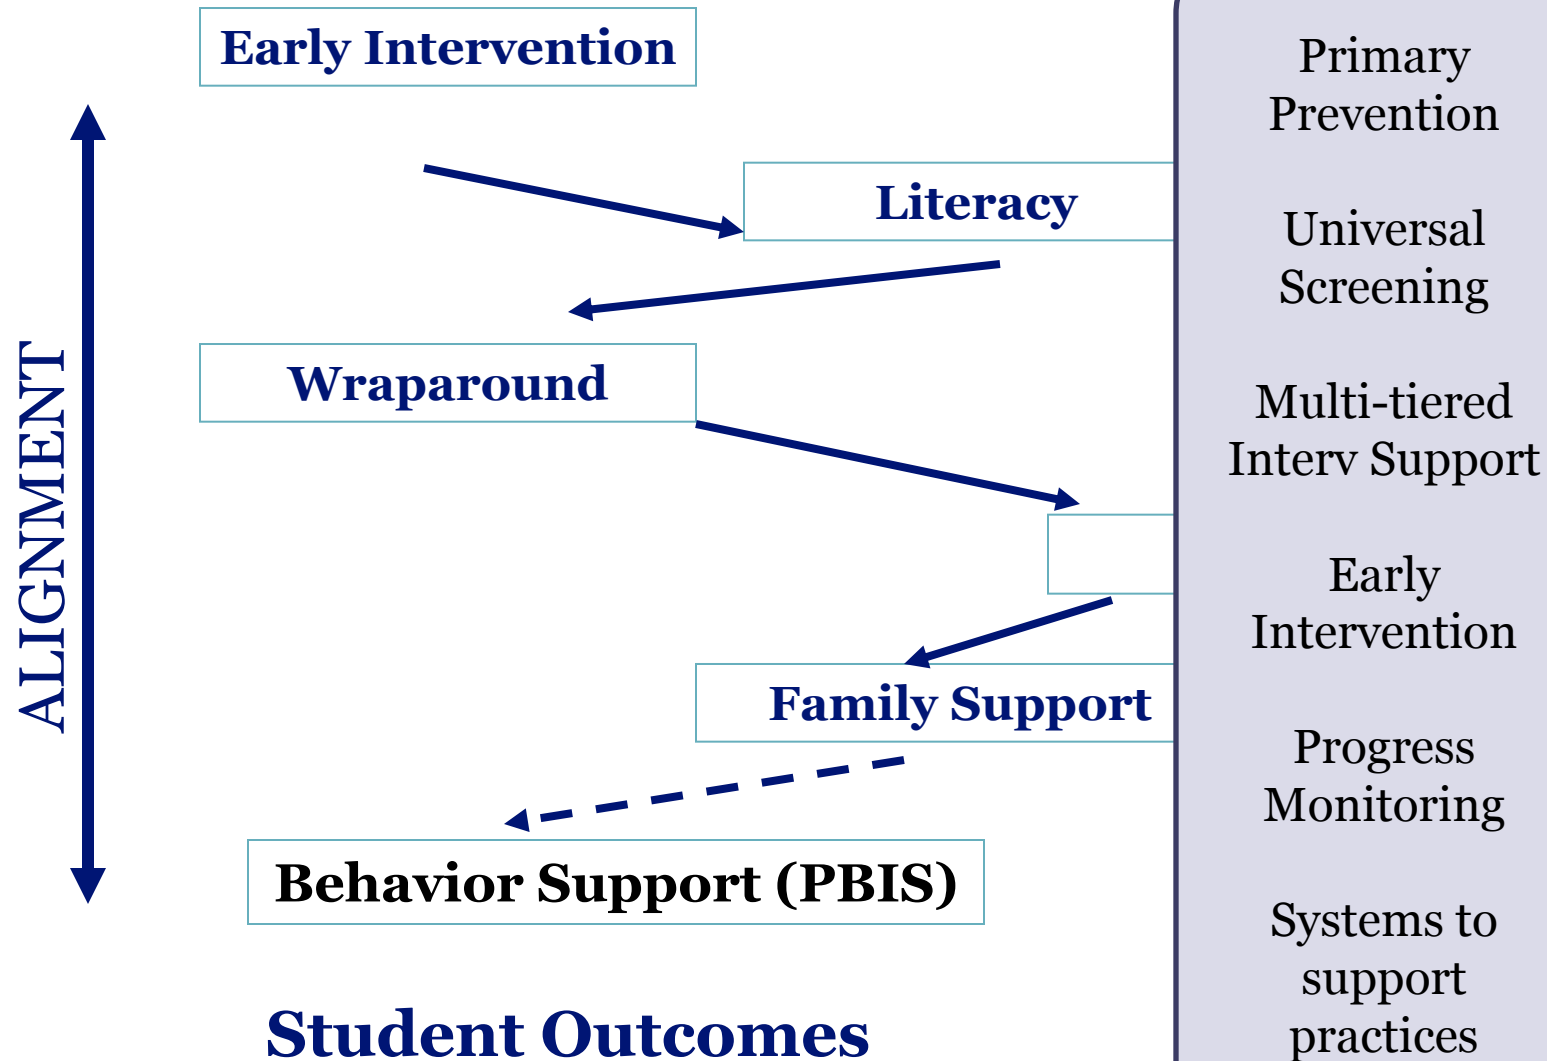 Early Intervention
Literacy
Wraparound
Family Support
Behavior Support (PBIS)
Student Outcomes
ALIGNMENT
Primary
Prevention
Universal
Screening
Multi-tiered
Interv Support
Early
Intervention
Progress
Monitoring
Systems to
support
practices